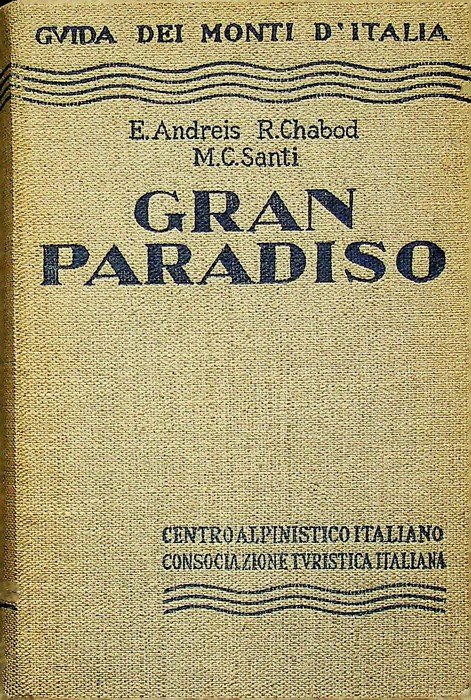 GVIDA DEI MONTI D'ITALIA
E. Andreis R. Chabod
M. C. Santi
GRAN
PARADISO
CENTRO ALPINISTICO ITALIANO
CONSOCIAZIONE TVRISTICA ITALIANA